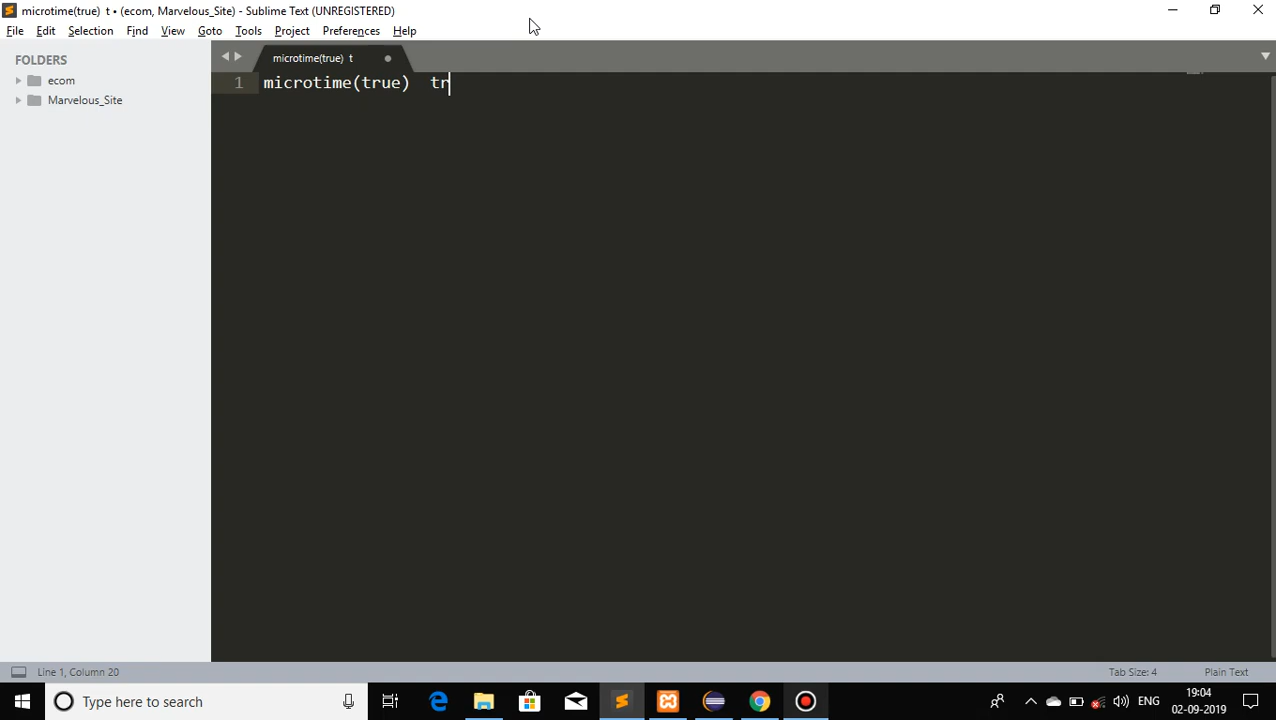 microtime(true)  t • (ecom, Marvelous_Site) - Sublime Text (UNREGISTERED)
File Edit Selection Find View Goto Tools Project Preferences Help
FOLDERS
ecom
Marvelous_Site
microtime(true)  t
1 microtime(true)  tr
Line 1, Column 20
Tab Size: 4
Plain Text
Type here to search
ENG
19:04
02-09-2019